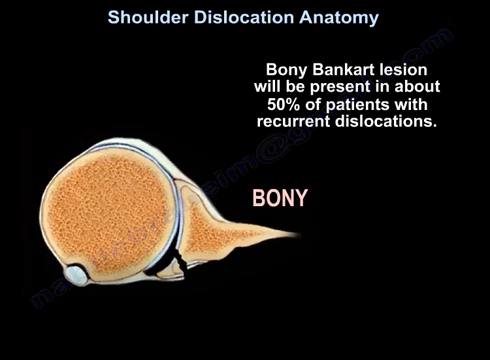 Shoulder Dislocation Anatomy
Bony Bankart lesion
will be present in about
50% of patients with
recurrent dislocations.
BONY